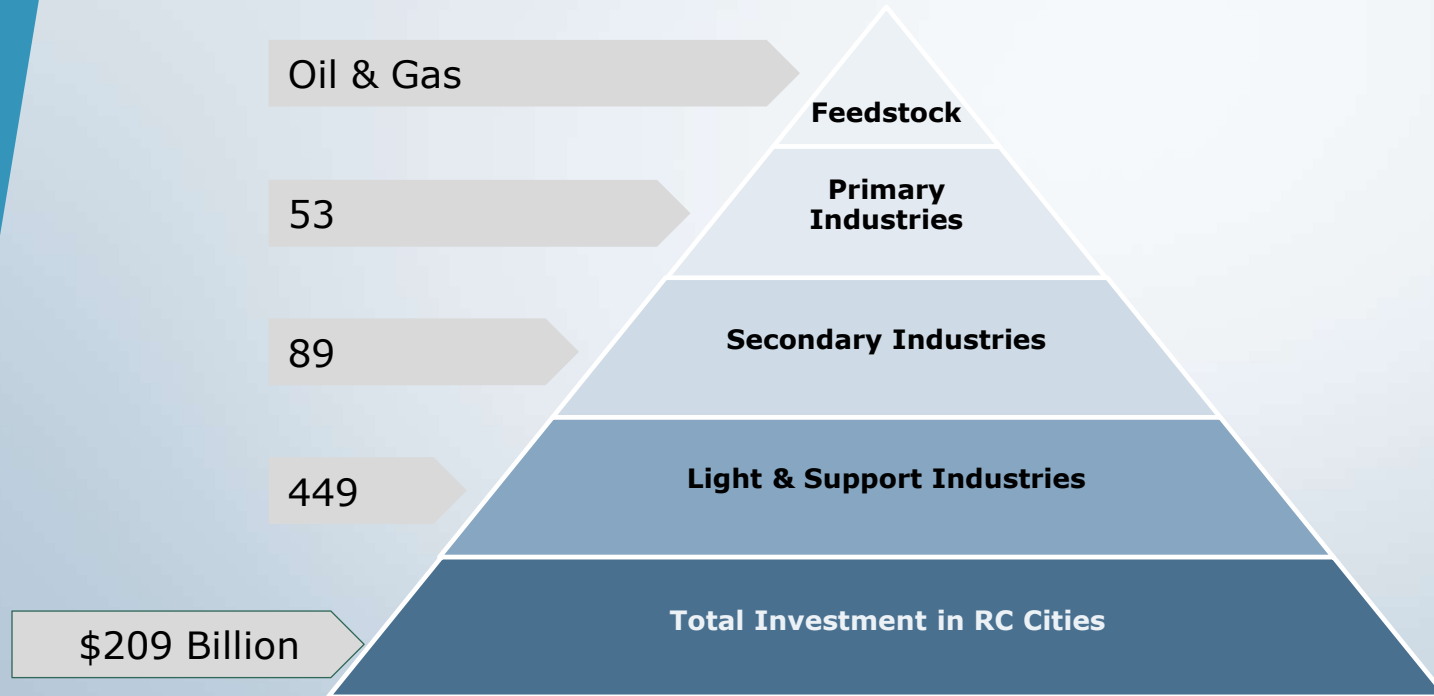 Oil & Gas
Feedstock
53
Primary
Industries
89
Secondary Industries
449
Light & Support Industries
$209 Billion
Total Investment in RC Cities